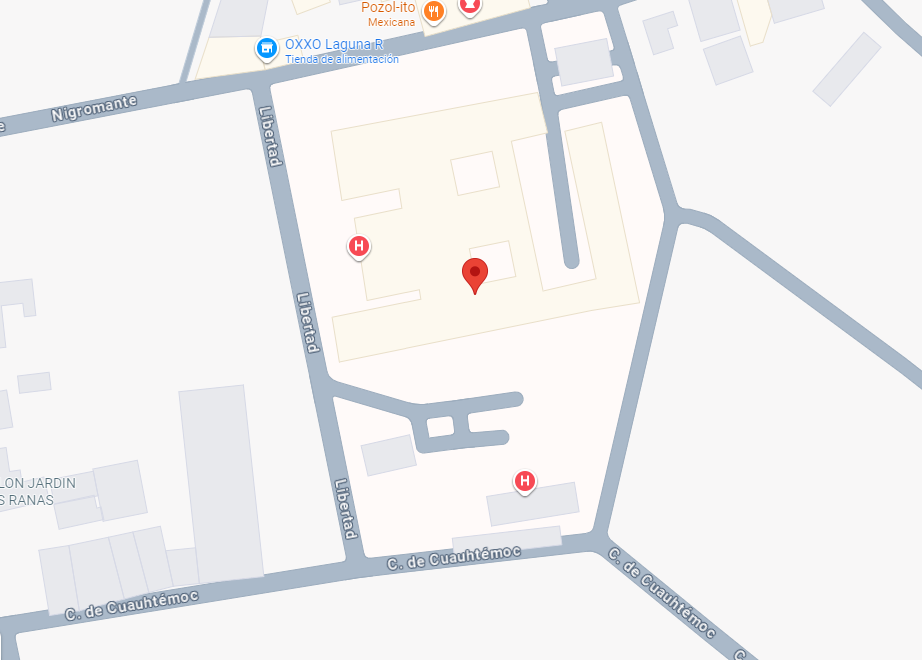 Pozol-ito
Mexicana
OXXO Laguna R
Tienda de alimentación
Nigromante
Libertad
H
Libertad
LON JARDIN
S RANAS
Libertad
H
C. de Cuauhtémoc
C. de Cuauhtémoc
C. de Cuauhtémoc